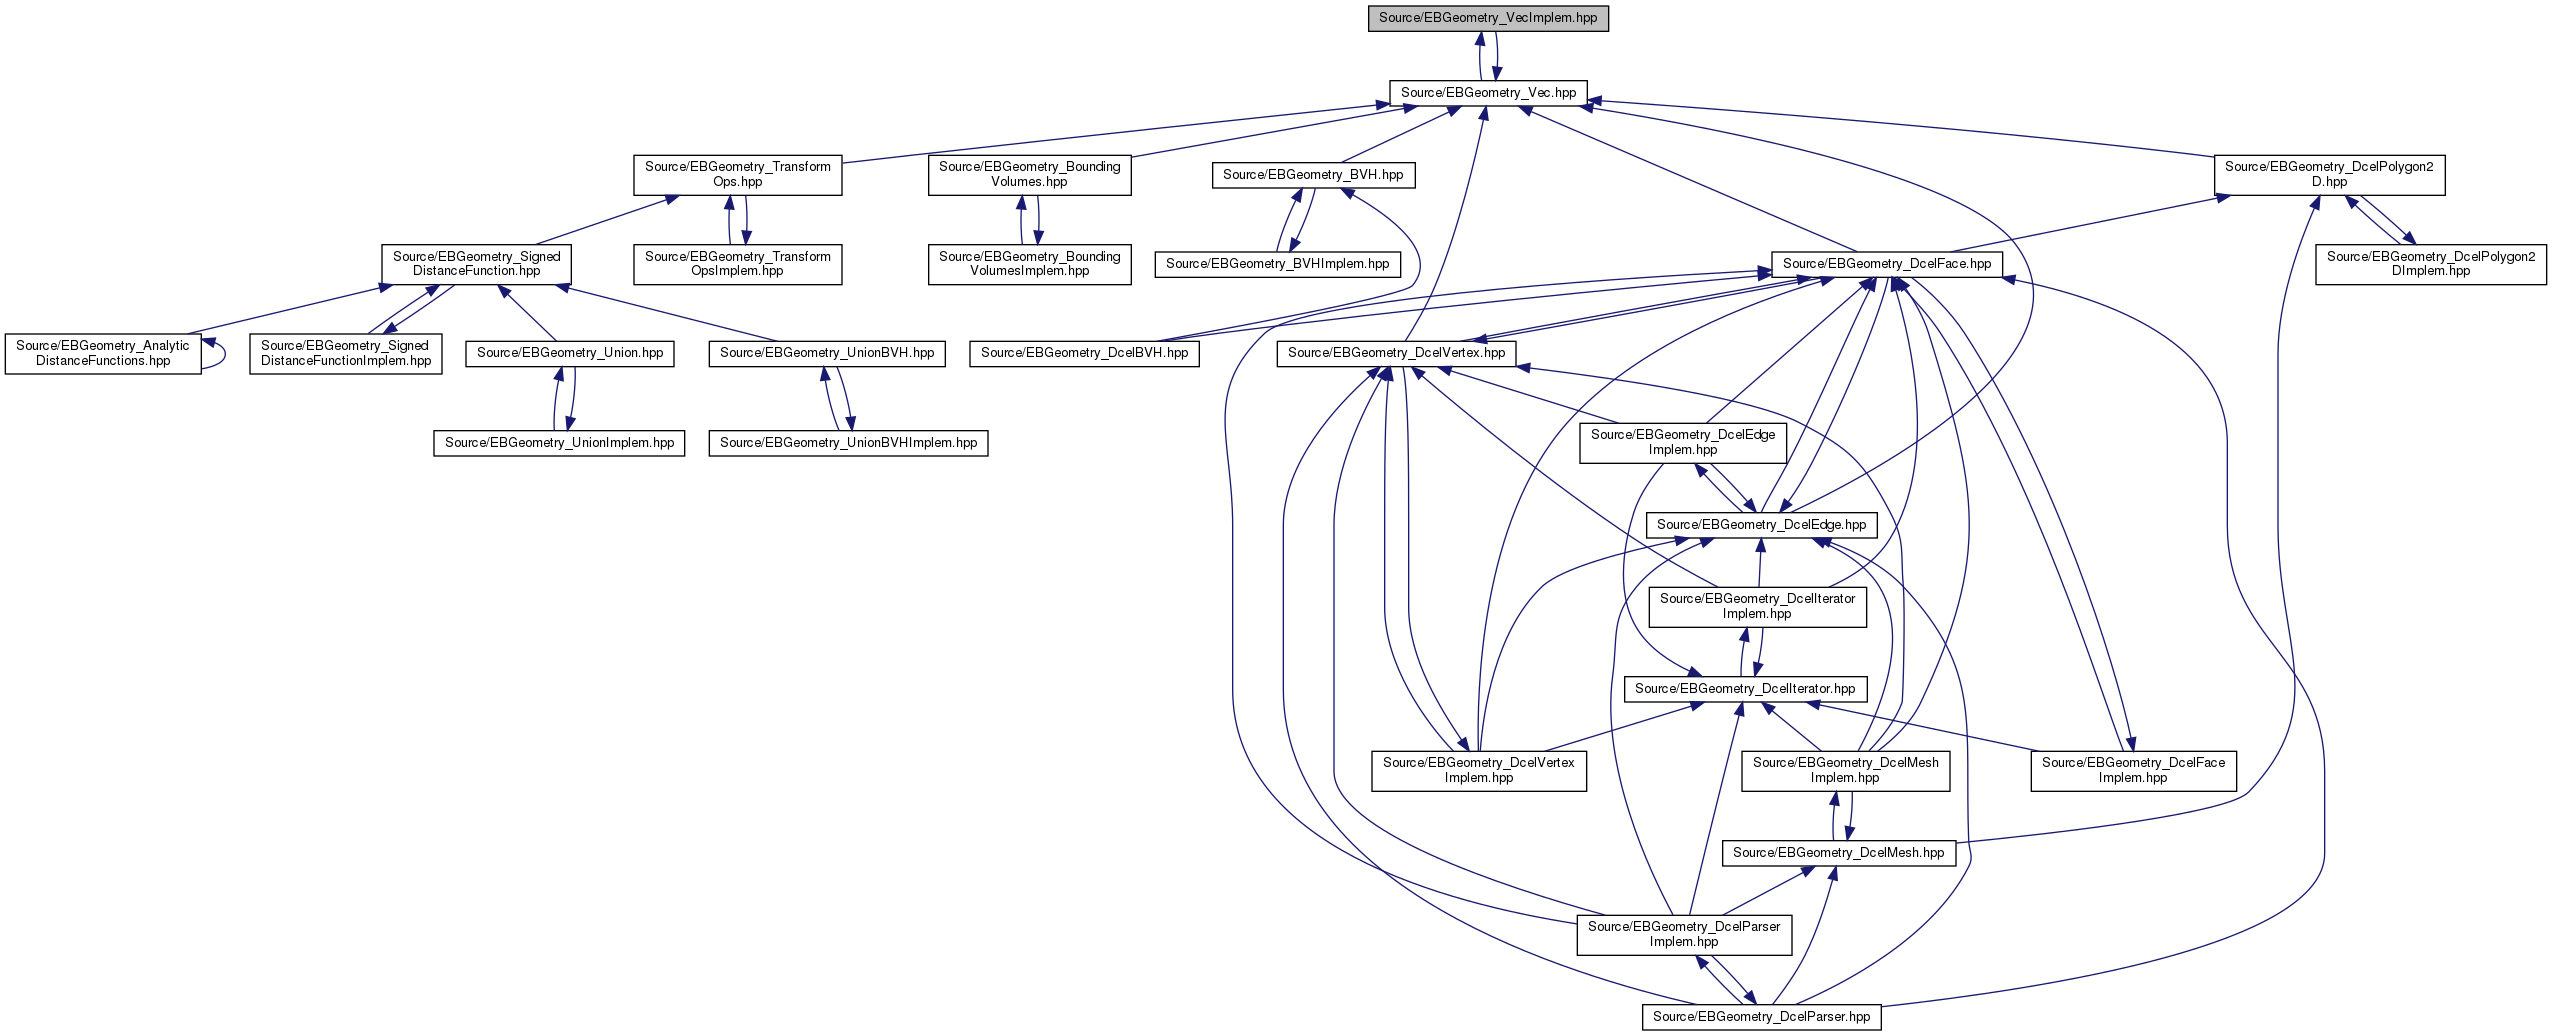 Source/EBGeometry_VecImplem.hpp
Source/EBGeometry_Vec.hpp
Source/EBGeometry_Transform
Ops.hpp
Source/EBGeometry_Bounding
Volumes.hpp
Source/EBGeometry_BVH.hpp
Source/EBGeometry_DcelPolygon2
D.hpp
Source/EBGeometry_Signed
DistanceFunction.hpp
Source/EBGeometry_Transform
OpsImplem.hpp
Source/EBGeometry_Bounding
VolumesImplem.hpp
Source/EBGeometry_BVHImplem.hpp
Source/EBGeometry_DcelFace.hpp
Source/EBGeometry_DcelPolygon2
DImplem.hpp
Source/EBGeometry_Analytic
DistanceFunctions.hpp
Source/EBGeometry_Signed
DistanceFunctionImplem.hpp
Source/EBGeometry_Union.hpp
Source/EBGeometry_UnionBVH.hpp
Source/EBGeometry_DcelBVH.hpp
Source/EBGeometry_DcelVertex.hpp
Source/EBGeometry_UnionImplem.hpp
Source/EBGeometry_UnionBVHImplem.hpp
Source/EBGeometry_DcelEdge
Implem.hpp
Source/EBGeometry_DcelEdge.hpp
Source/EBGeometry_DcelIterator
Implem.hpp
Source/EBGeometry_DcelIterator.hpp
Source/EBGeometry_DcelVertex
Implem.hpp
Source/EBGeometry_DcelMesh
Implem.hpp
Source/EBGeometry_DcelFace
Implem.hpp
Source/EBGeometry_DcelMesh.hpp
Source/EBGeometry_DcelParser
Implem.hpp
Source/EBGeometry_DcelParser.hpp